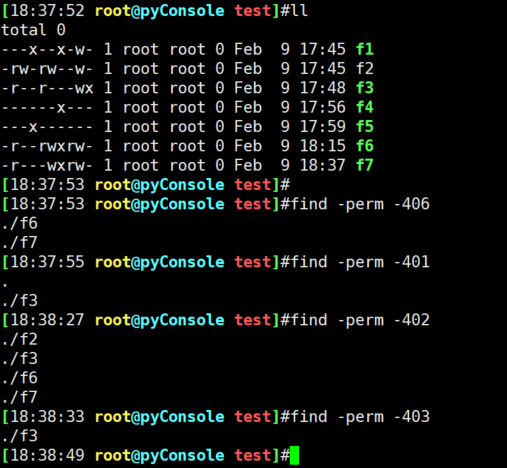 [18:37:52 root@pyConsole test]#ll
total 0
---x--x-w- 1 root root 0 Feb  9 17:45 f1
-rw-rw--w- 1 root root 0 Feb  9 17:45 f2
-r--r---wx 1 root root 0 Feb  9 17:48 f3
------x--- 1 root root 0 Feb  9 17:56 f4
---x------ 1 root root 0 Feb  9 17:59 f5
-r--rwxrw- 1 root root 0 Feb  9 18:15 f6
-r---wxrw- 1 root root 0 Feb  9 18:37 f7
[18:37:53 root@pyConsole test]#
[18:37:53 root@pyConsole test]#find -perm -406
./f6
./f7
[18:37:55 root@pyConsole test]#find -perm -401
.
./f3
[18:38:27 root@pyConsole test]#find -perm -402
./f2
./f3
./f6
./f7
[18:38:33 root@pyConsole test]#find -perm -403
./f3
[18:38:49 root@pyConsole test]#